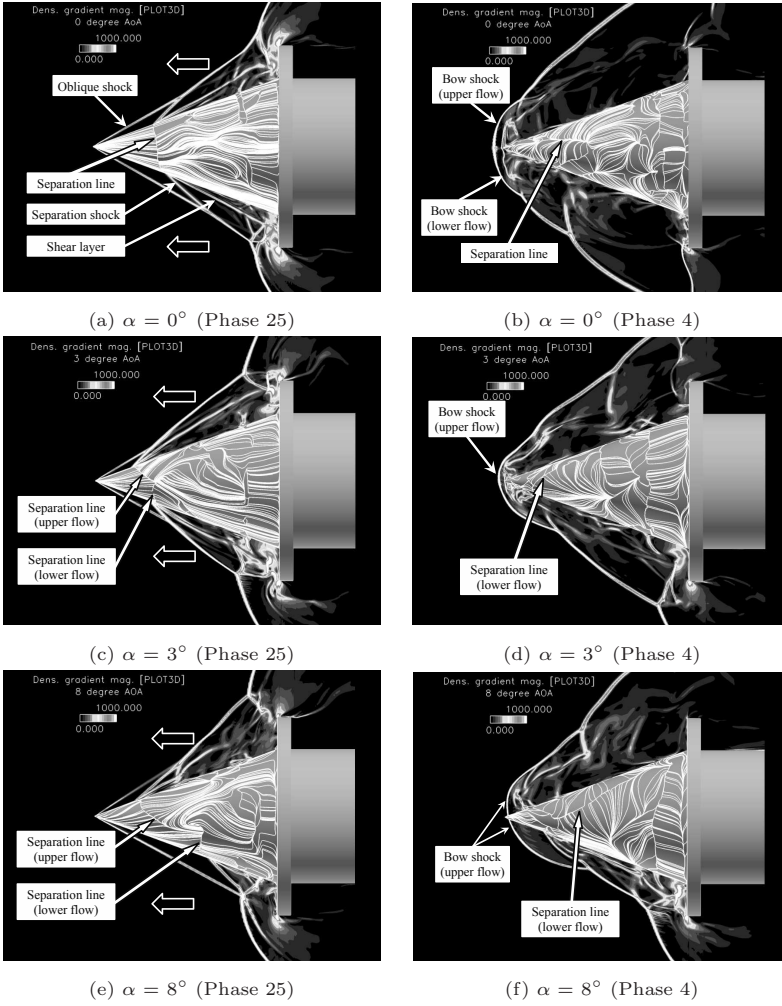 Dens. gradient mag. [PLOT3D]
0 degree AoA
1000.000
0.000
Oblique shock
Separation line
Separation shock
Shear layer
(a) α = 0° (Phase 25)
Dens. gradient mag. [PLOT3D]
0 degree AoA
1000.000
0.000
Bow shock
(upper flow)
Bow shock
(lower flow)
Separation line
(b) α = 0° (Phase 4)
Dens. gradient mag. [PLOT3D]
3 degree AoA
1000.000
0.000
Separation line
(upper flow)
Separation line
(lower flow)
(c) α = 3° (Phase 25)
Dens. gradient mag. [PLOT3D]
3 degree AoA
1000.000
0.000
Bow shock
(upper flow)
Separation line
(lower flow)
(d) α = 3° (Phase 4)
Dens. gradient mag. [PLOT3D]
8 degree AOA
1000.000
0.000
Separation line
(upper flow)
Separation line
(lower flow)
(e) α = 8° (Phase 25)
Dens. gradient mag. [PLOT3D]
8 degree AOA
1000.000
0.000
Bow shock
(upper flow)
Separation line
(lower flow)
(f) α = 8° (Phase 4)